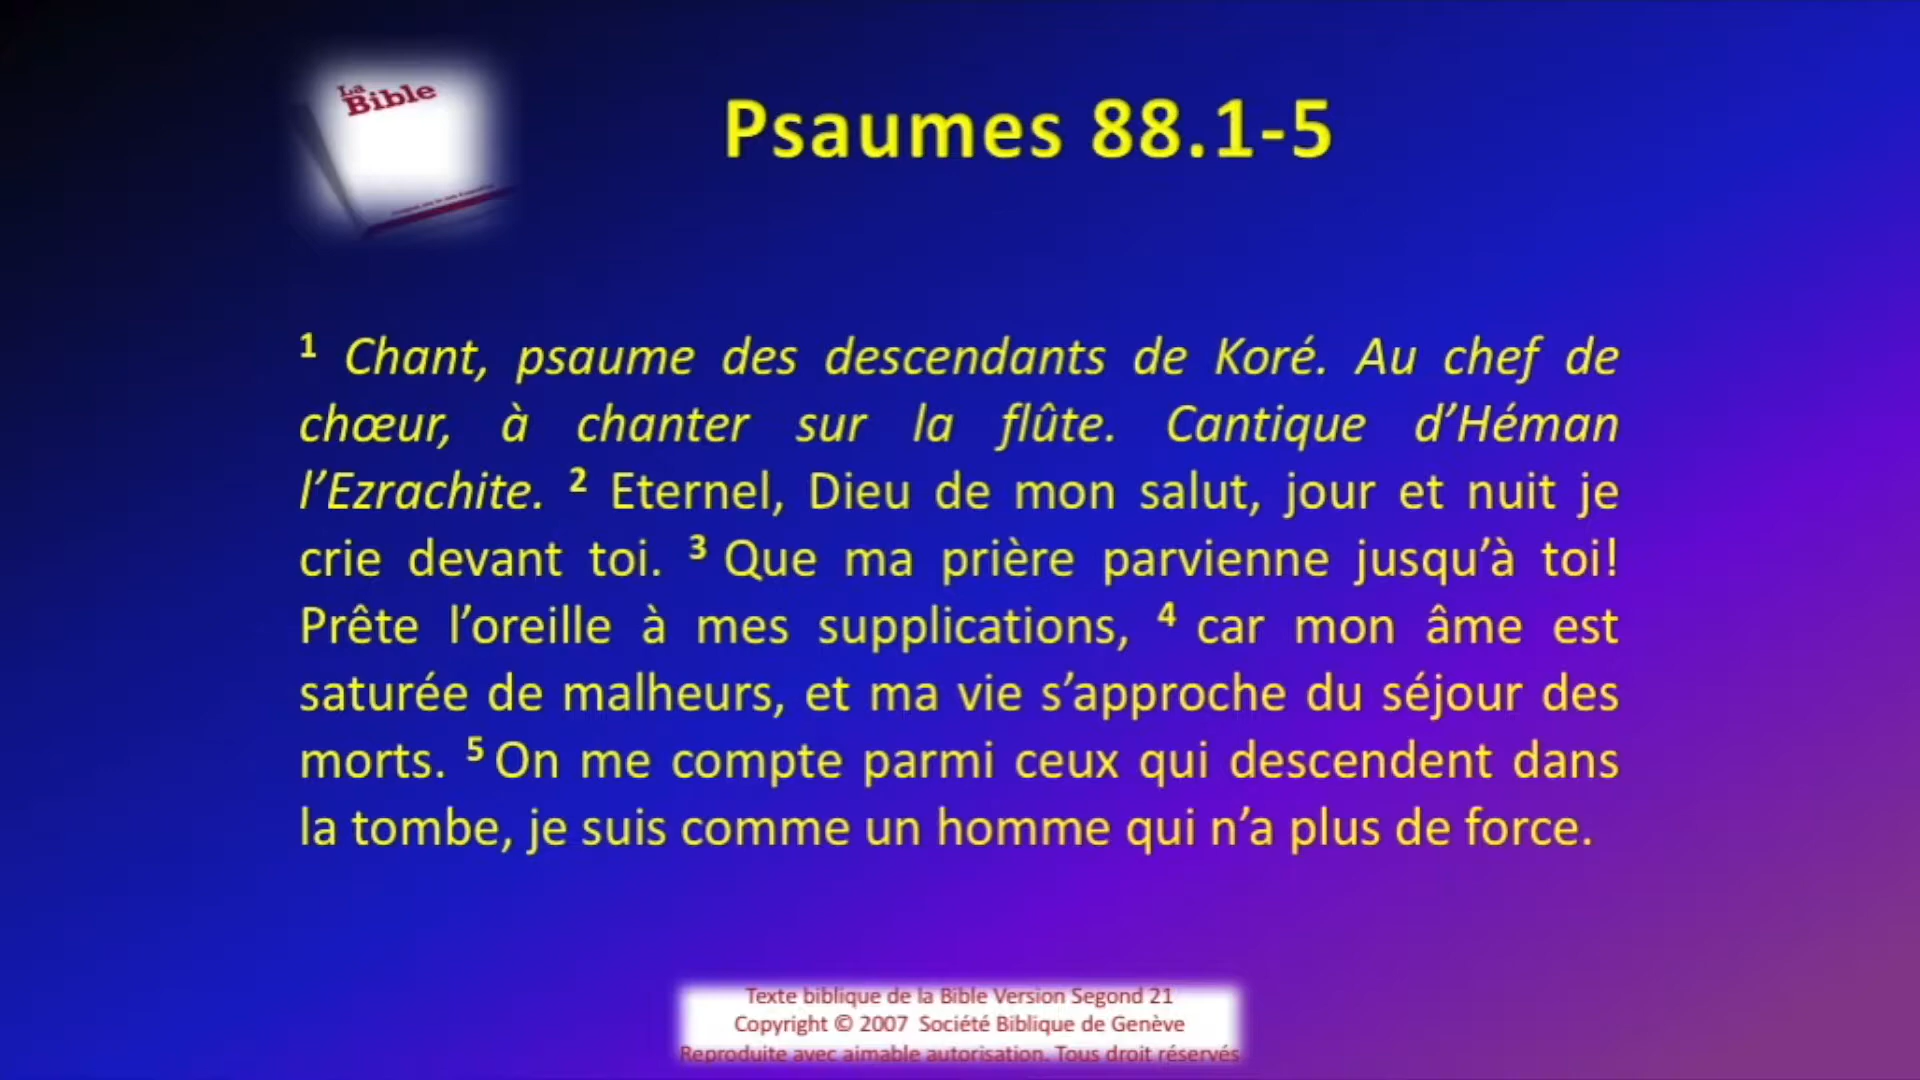 La
Bible
Psaumes 88.1-5
1 Chant, psaume des descendants de Koré. Au chef de
chœur, à chanter sur la flûte. Cantique d’Héman
l’Ezrachite. 2 Eternel, Dieu de mon salut, jour et nuit je
crie devant toi. 3 Que ma prière parvienne jusqu’à toi!
Prête l’oreille à mes supplications, 4 car mon âme est
saturée de malheurs, et ma vie s’approche du séjour des
morts. 5 On me compte parmi ceux qui descendent dans
la tombe, je suis comme un homme qui n’a plus de force.
Texte biblique de la Bible Version Segond 21
Copyright © 2007 Société Biblique de Genève
Reproduite avec aimable autorisation. Tous droit réservés